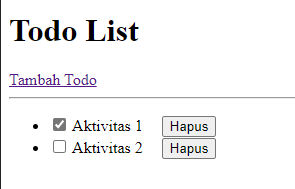 Todo List
Tambah Todo
Aktivitas 1 Hapus
Aktivitas 2 Hapus